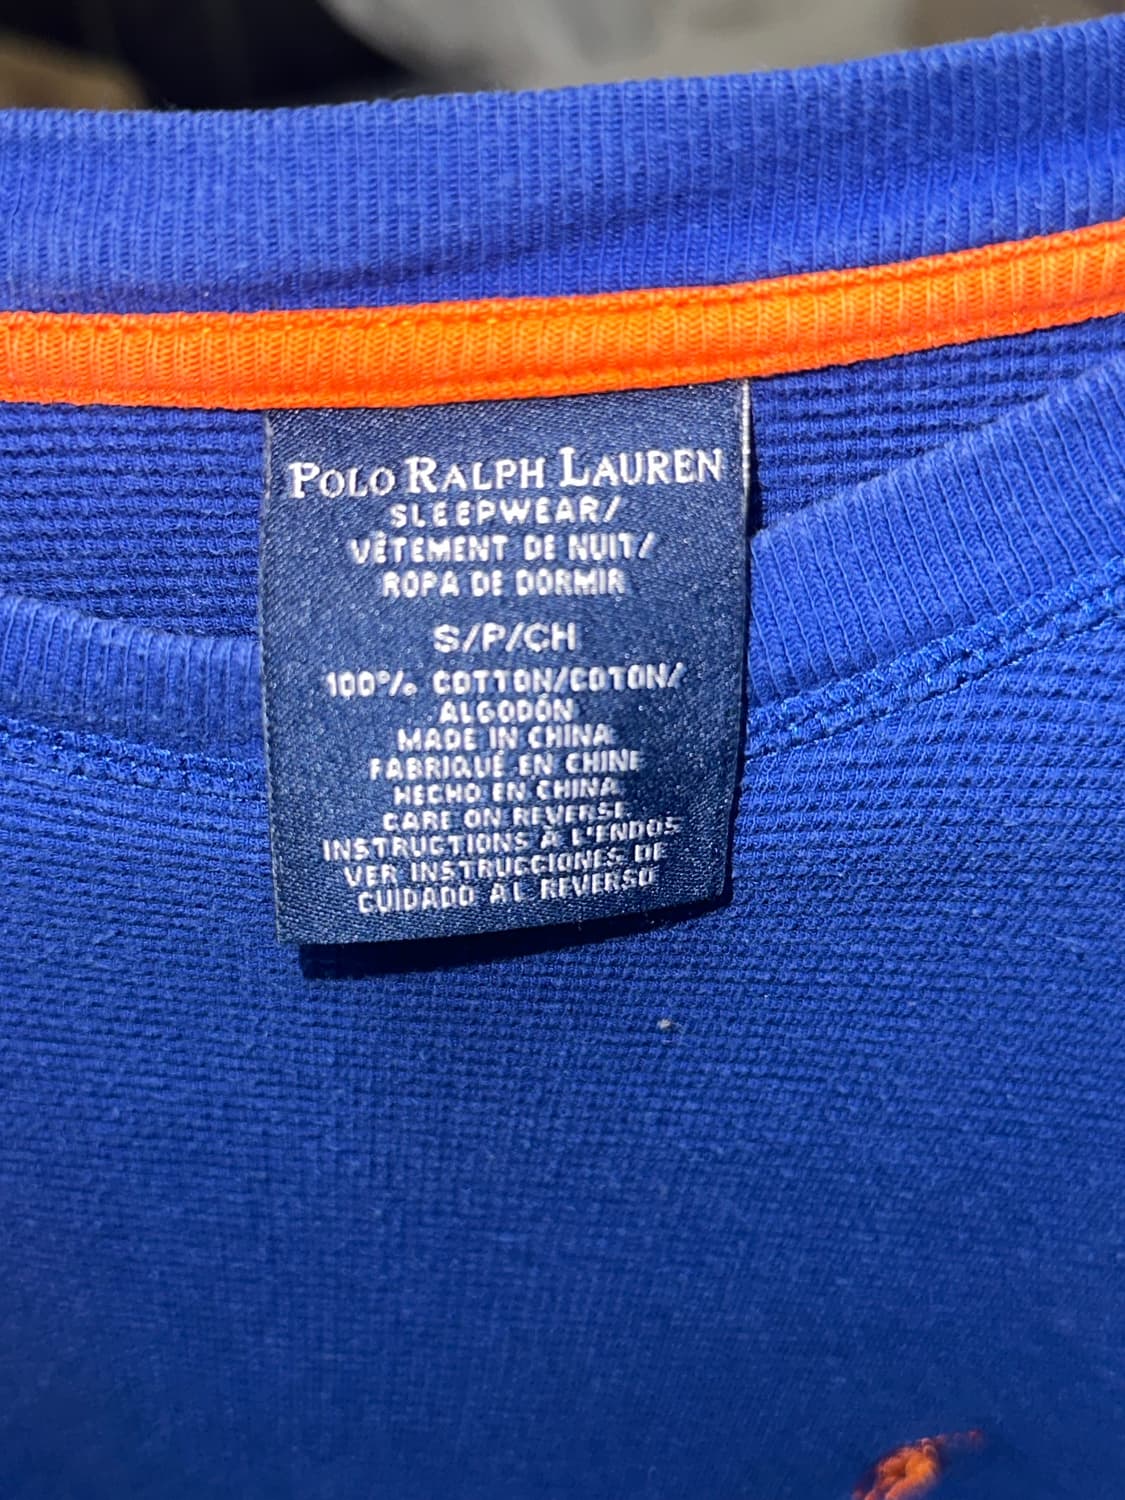 POLO RALPH LAUREN
SLEEPWEAR/
VÊTEMENT DE NUIT/
ROPA DE DORMIR
S/P/CH
100% COTTON/COTON/
ALGODÓN
MADE IN CHINA
FABRIQUÉ EN CHINE
HECHO EN CHINA
CARE ON REVERSE
INSTRUCTIONS À L'ENDOS
VER INSTRUCCIONES DE
CUIDADO AL REVERSO